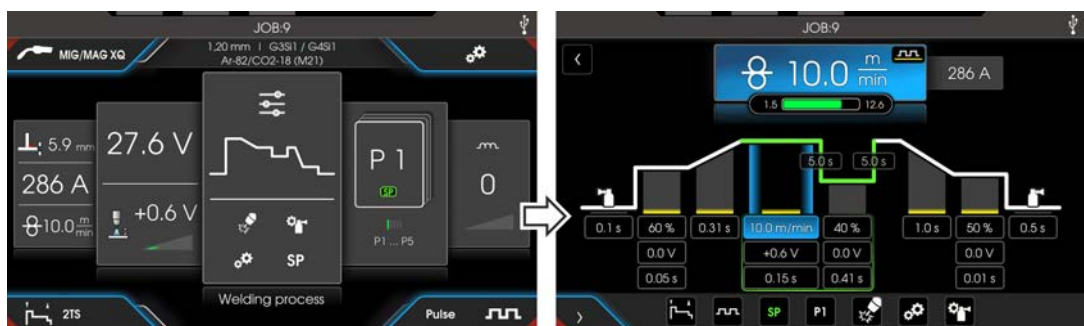 JOB:9
MIG/MAG XQ
1,20 mm I G3Si1 / G4Si1
Ar-82/CO2-18 (M21)
5.9 mm
27.6 V
286 A
+0.6 V
10.0 m/min
P 1
SP
P1 ... P5
0
SP
Welding process
2TS
Pulse
JOB:9
10.0 m/min
286 A
1.5
12.6
5.0 s
5.0 s
0.1 s
60 %
0.31 s
10.0 m/min
40 %
1.0 s
50 %
0.5 s
0.0 V
+0.6 V
0.0 V
0.0 V
0.05 s
0.15 s
0.41 s
0.01 s
SP
P1